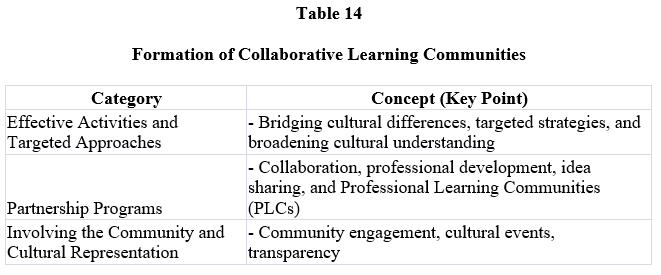 Table 14
Formation of Collaborative Learning Communities
Category
Concept (Key Point)
Effective Activities and
Targeted Approaches
- Bridging cultural differences, targeted strategies, and
broadening cultural understanding
Partnership Programs
- Collaboration, professional development, idea
sharing, and Professional Learning Communities
(PLCs)
Involving the Community and
Cultural Representation
- Community engagement, cultural events,
transparency